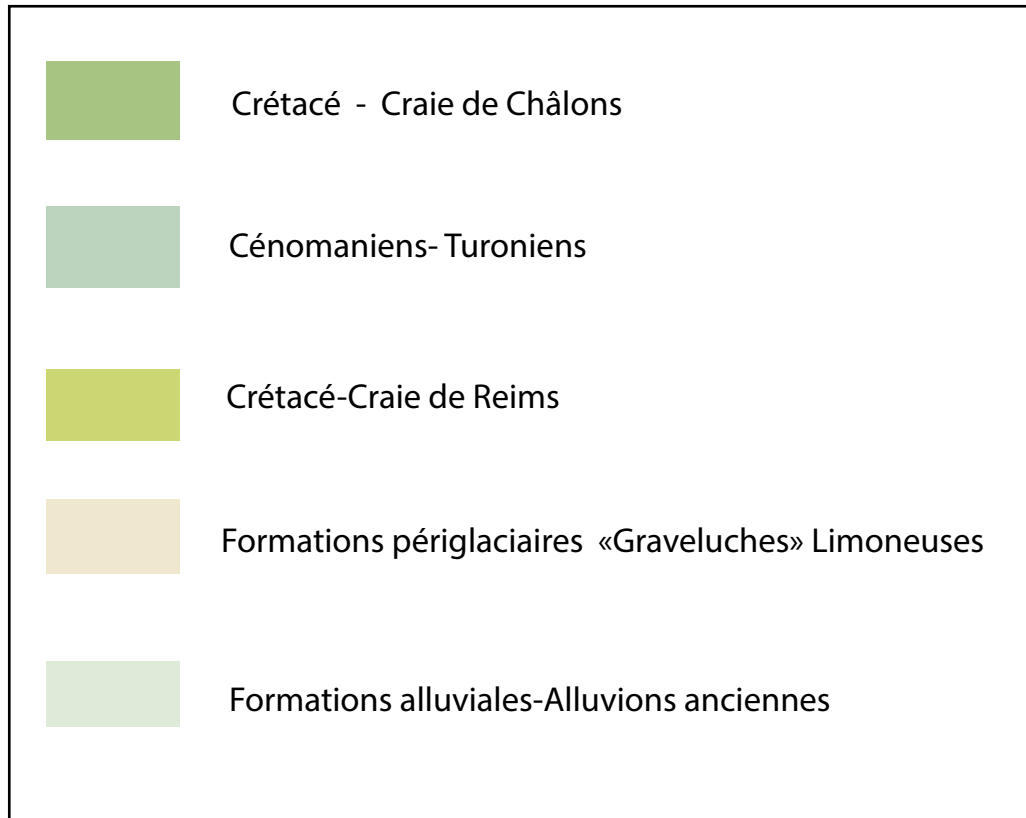 Crétacé - Craie de Châlons
Cénomaniens- Turoniens
Crétacé-Craie de Reims
Formations périglaciaires «Graveluches» Limoneuses
Formations alluviales-Alluvions anciennes